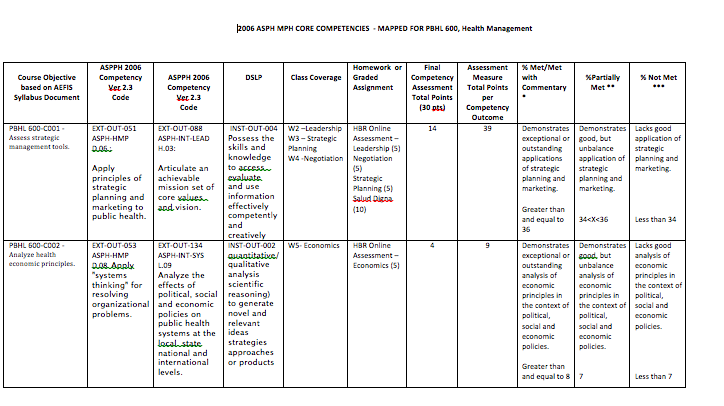 2006 ASPH MPH CORE COMPETENCIES - MAPPED FOR PBHL 600, Health Management
Course Objective
based on AEFIS
Syllabus Document
ASPPH 2006
Competency
Ver 2.3
Code
ASPPH 2006
Competency
Ver 2.3
Code
DSLP
Class Coverage
Homework or
Graded
Assignment
Final
Competency
Assessment
Total Points
(30 pts)
Assessment
Measure
Total Points
per
Competency
Outcome
% Met/Met
with
Commentary
*
%Partially
Met **
% Not Met
***
PBHL 600-C001 -
Assess strategic
management tools.
EXT-OUT-051
ASPH-HMP
D.06.:
Apply
principles of
strategic
planning and
marketing to
public health.
EXT-OUT-088
ASPH-INT-LEAD
H.03:
Articulate an
achievable
mission set of
core values
and vision.
INST-OUT-004
Possess the
skills and
knowledge
to access
evaluate
and use
information
effectively
competently
and
creatively
W2 –Leadership
W3 – Strategic
Planning
W4 -Negotiation
HBR Online
Assessment –
Leadership (5)
Negotiation
(5)
Strategic
Planning (5)
Salud Digna
(10)
14
39
Demonstrates
exceptional or
outstanding
applications
of strategic
planning and
marketing.
Greater than
and equal to
36
Demonstrates
good, but
unbalance
application of
strategic
planning and
marketing.
34<X<36
Lacks good
application of
strategic
planning and
marketing.
Less than 34
PBHL 600-C002 -
Analyze health
economic principles.
EXT-OUT-053
ASPH-HMP
D.08. Apply
"systems
thinking" for
resolving
organizational
problems.
EXT-OUT-134
ASPH-INT-SYS
L.09
Analyze the
effects of
political, social
and economic
policies on
public health
systems at the
local state
national and
international
levels.
INST-OUT-002
quantitative/
qualitative
analysis
scientific
reasoning)
to generate
novel and
relevant
ideas
strategies
approaches
or products
W5- Economics
HBR Online
Assessment –
Economics (5)
4
9
Demonstrates
exceptional or
outstanding
analysis of
economic
principles in
the context of
political,
social and
economic
policies.
Greater than
and equal to 8
Demonstrates
good, but
unbalance
analysis of
economic
principles in
the context of
political,
social and
economic
policies.
7
Lacks good
analysis of
economic
principles in
the context of
political,
social and
economic
policies.
Less than 7